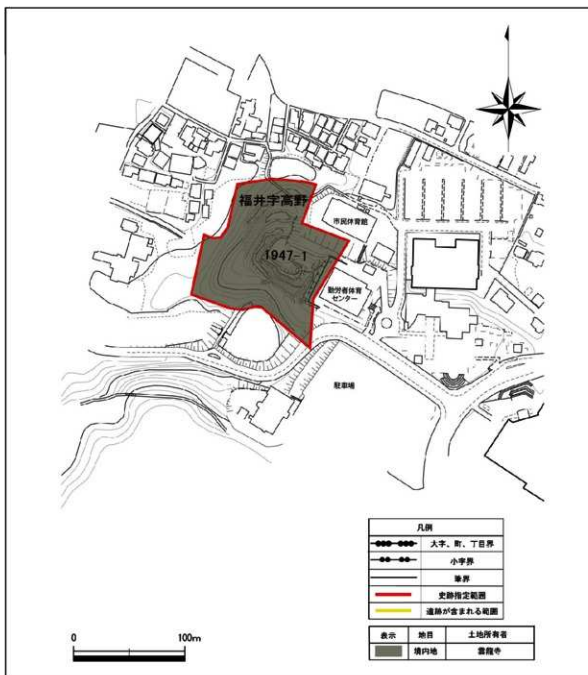 福井字高野
1947-1
市民体育館
勤労者体育
センター
駐車場
凡例
大字、町、丁目界
小字界
筆界
史跡指定範囲
遺跡が含まれる範囲
0 100m
表示 地目 土地所有者
境内地 雲龍寺